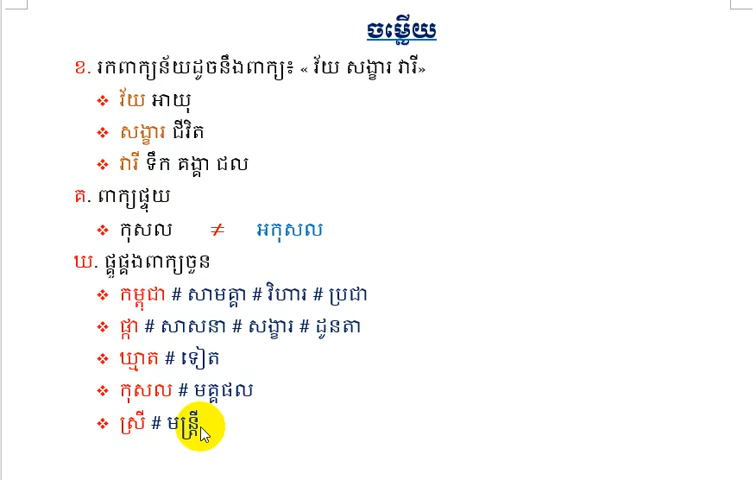 ចម្លើយ
ខ. រកពាក្យន័យដូចនឹងពាក្យ៖ « វ័យ សង្ខារ វារី»
❖ វ័យ អាយុ
❖ សង្ខារ ជីវិត
❖ វារី ទឹក គង្គា ជល
គ. ពាក្យផ្ទុយ
❖ កុសល ≠ អកុសល
ឃ. ផ្គូផ្គងពាក្យចួន
❖ កម្ពុជា # សាមគ្គា # វិហារ # ប្រជា
❖ ផ្កា # សាសនា # សង្ខារ # ដូនតា
❖ ឃ្មាត # ទៀត
❖ កុសល # មគ្គផល
❖ ស្រី # មន្ត្រី